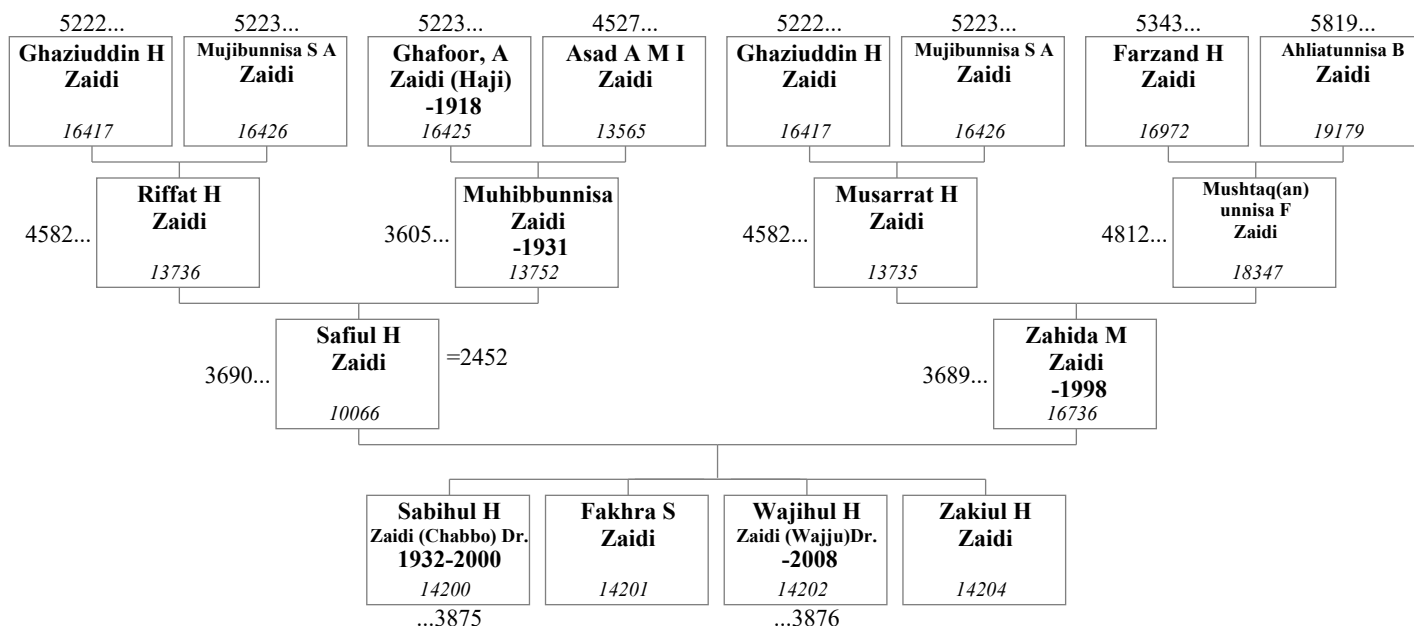 5222...
5223...
5223...
4527...
5222...
5223...
5343...
5819...
Ghaziuddin H
Zaidi
16417
Mujibunnisa S A
Zaidi
16426
Ghafoor, A
Zaidi (Haji)
-1918
16425
Asad A M I
Zaidi
13565
Ghaziuddin H
Zaidi
16417
Mujibunnisa S A
Zaidi
16426
Farzand H
Zaidi
16972
Ahliatunnisa B
Zaidi
19179
4582...
Riffat H
Zaidi
13736
3605...
Muhibbunnisa
Zaidi
-1931
13752
4582...
Musarrat H
Zaidi
13735
4812...
Mushtaq(an)
unnisa F
Zaidi
18347
3690...
Safiul H
Zaidi
10066
=2452
3689...
Zahida M
Zaidi
-1998
16736
Sabihul H
Zaidi (Chabbo) Dr.
1932-2000
14200
...3875
Fakhra S
Zaidi
14201
Wajihul H
Zaidi (Wajju)Dr.
-2008
14202
...3876
Zakiul H
Zaidi
14204